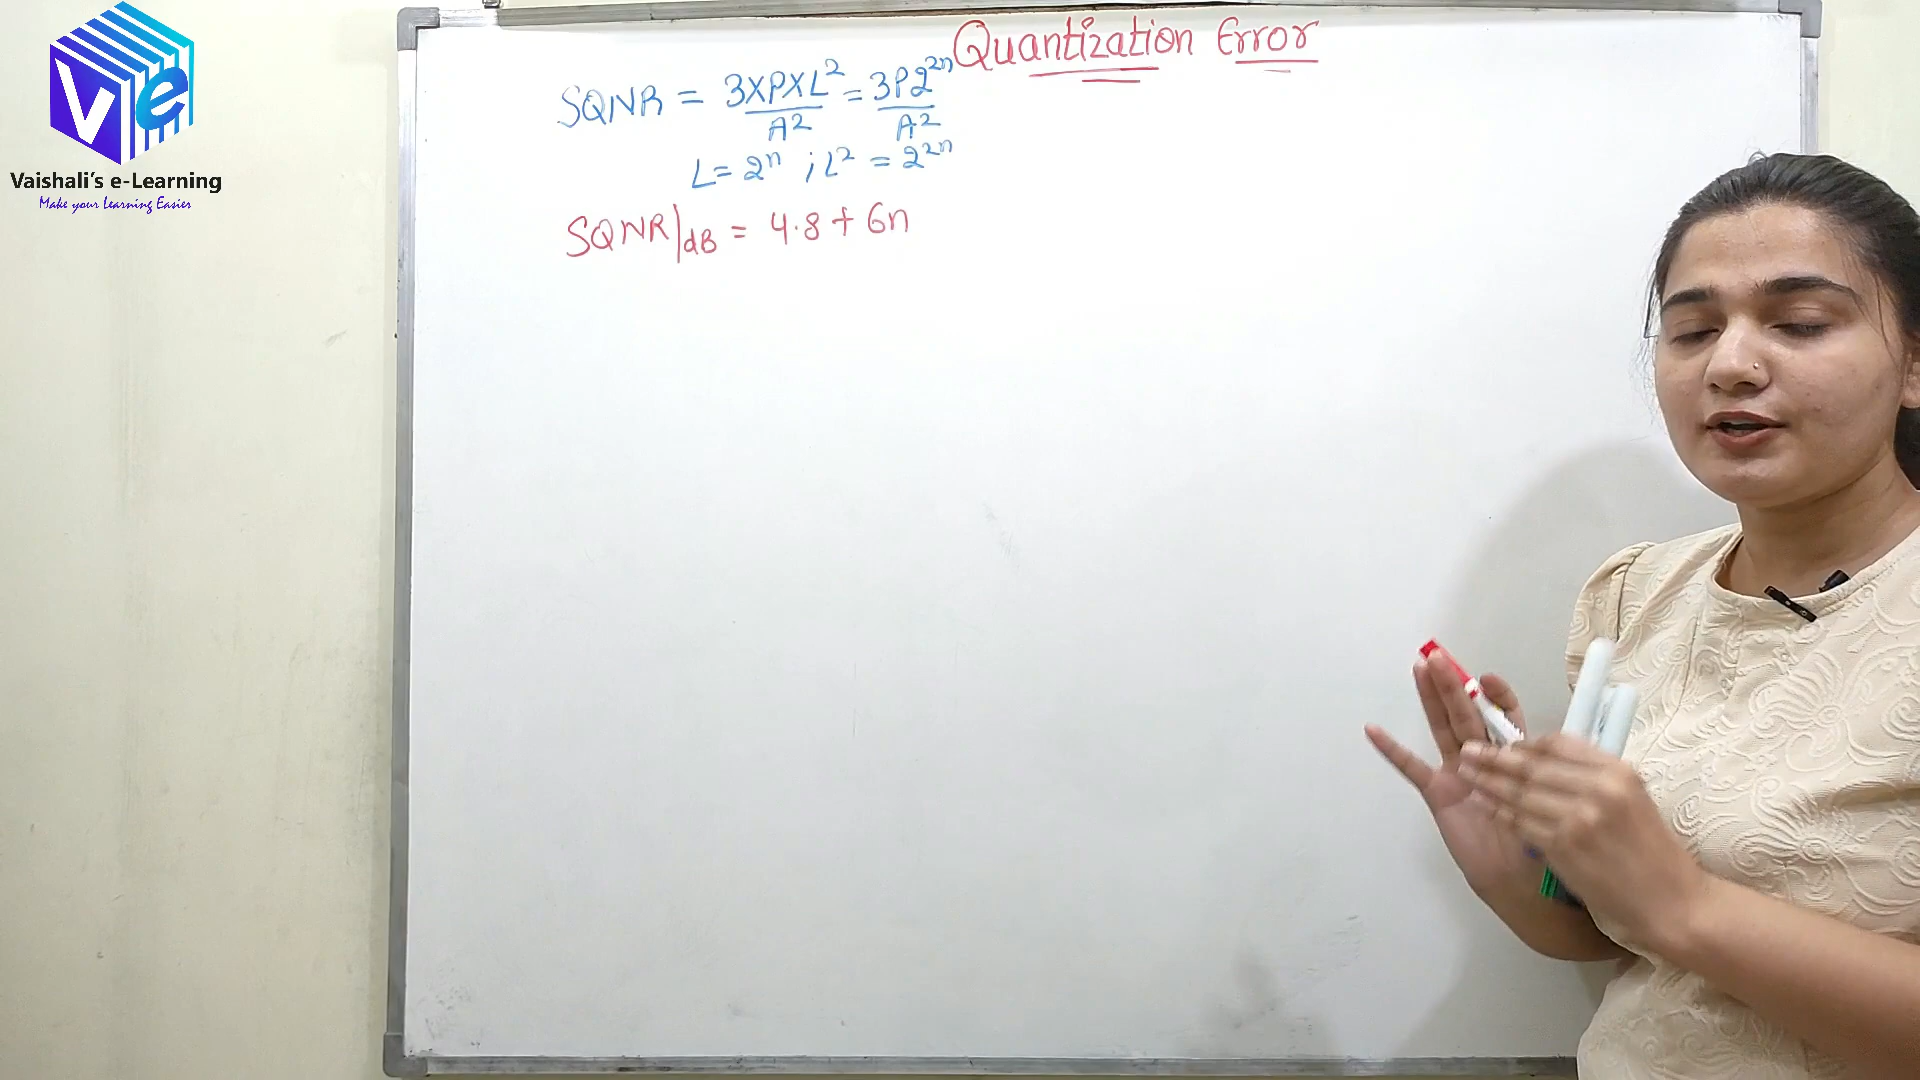 Ve
Vaishali's e-Learning
Make your Learning Easier
Quantization Error
SQNR = 3XPXL² / A² = 3P2²ⁿ / A²
L = 2ⁿ ; L² = 2²ⁿ
SQNR|dB = 4.8 + 6n